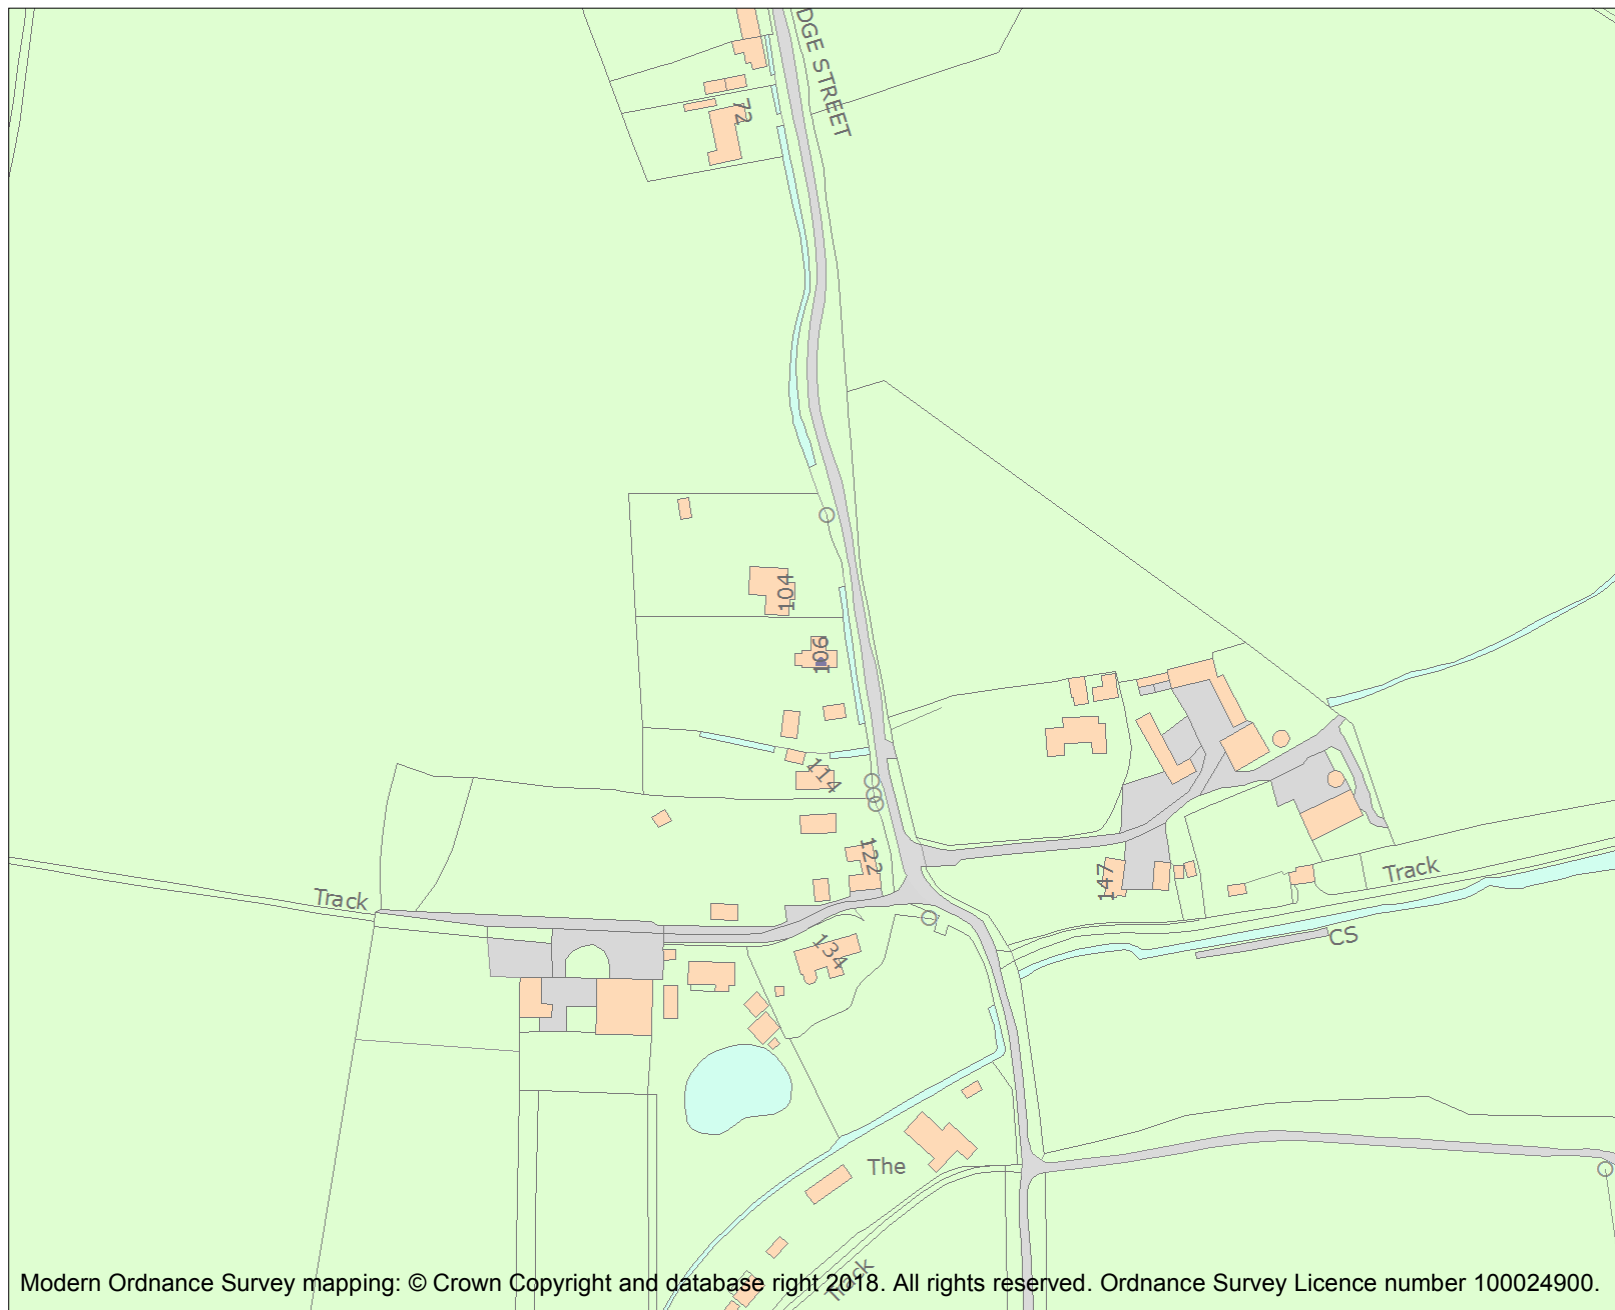 DGE STREET
72
104
106
114
122
147
Track
Track
CS
134
The
Track
Modern Ordnance Survey mapping: © Crown Copyright and database right 2018. All rights reserved. Ordnance Survey Licence number 100024900.